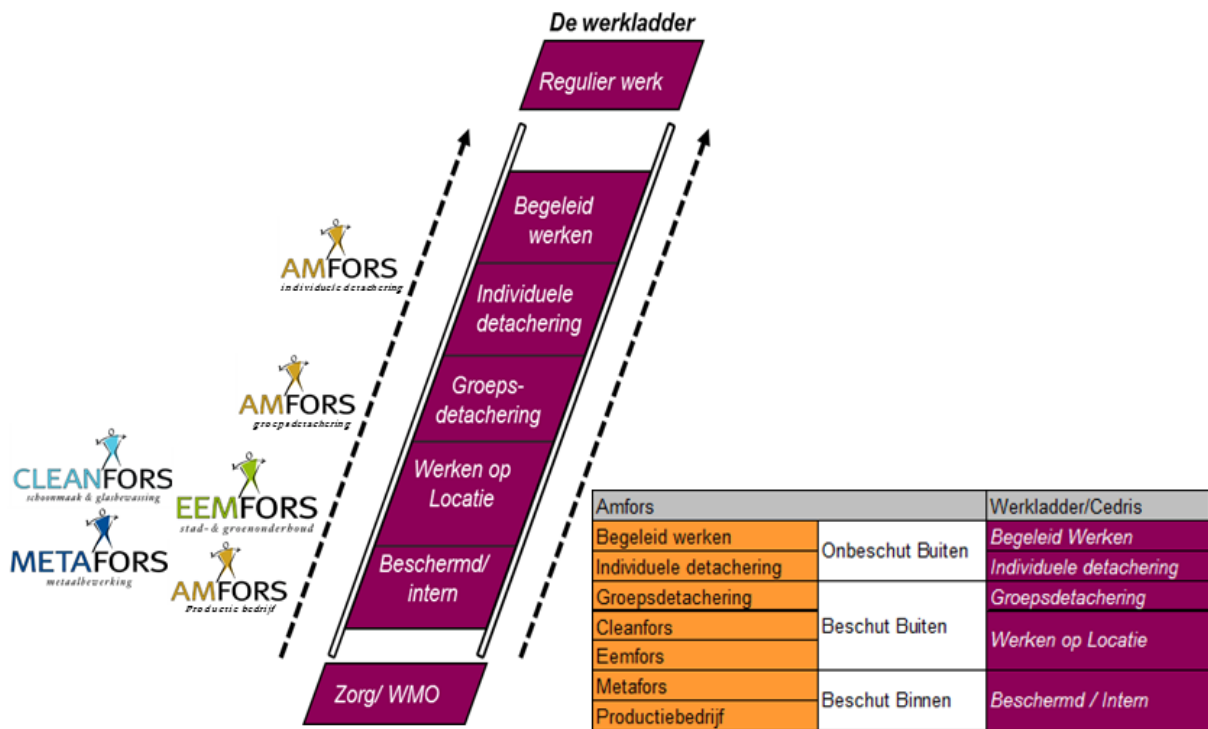 De werkladder
Regulier werk
Begeleid
werken
Individuele
detachering
Groeps-
detachering
Werken op
Locatie
Beschermd/
intern
Zorg/ WMO
AMFORS
individuele detachering
AMFORS
groepsdetachering
CLEANFORS
schoonmaak & glasbewassing
EEMFORS
stad- & groenonderhoud
METAFORS
metaalbewerking
AMFORS
Productie bedrijf
Amfors Werkladder/Cedris
Begeleid werken Onbeschut Buiten Begeleid Werken
Individuele detachering Individuele detachering
Groepsdetachering Beschut Buiten Groepsdetachering
Cleanfors Werken op Locatie
Eemfors
Metafors Beschut Binnen Beschermd / Intern
Productiebedrijf